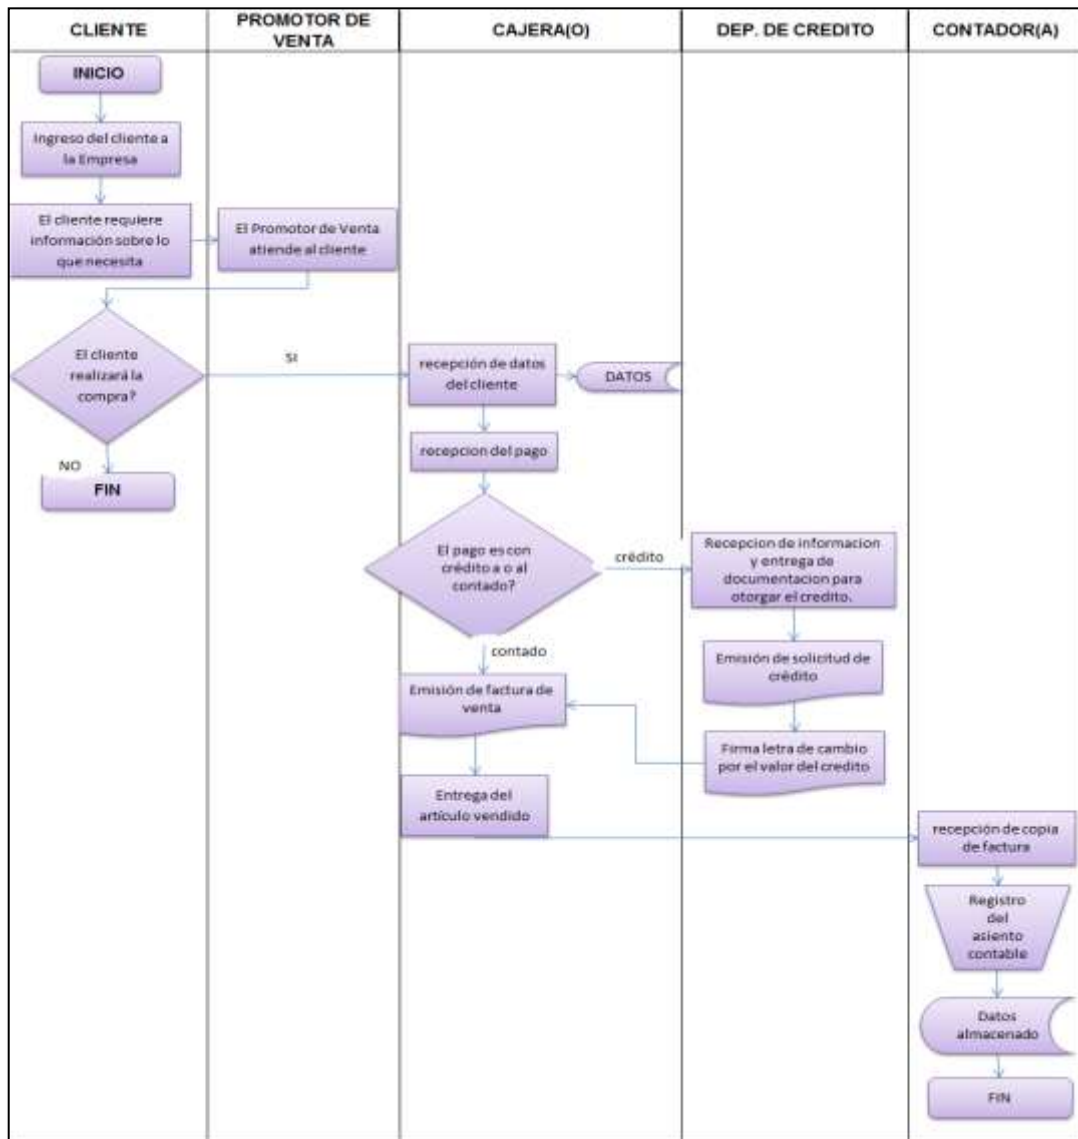 CLIENTE
PROMOTOR DE
VENTA
CAJERA(O)
DEP. DE CREDITO
CONTADOR(A)
INICIO
Ingreso del cliente a
la Empresa
El cliente requiere
información sobre lo
que necesita
El Promotor de Venta
atiende al cliente
El cliente
realizará la
compra?
SI
NO
FIN
recepción de datos
del cliente
DATOS
recepcion del pago
El pago es con
crédito a o al
contado?
crédito
contado
Recepcion de informacion
y entrega de
documentacion para
otorgar el credito.
Emisión de solicitud de
crédito
Firma letra de cambio
por el valor del credito
Emisión de factura de
venta
Entrega del
artículo vendido
recepción de copia
de factura
Registro
del
asiento
contable
Datos
almacenado
FIN